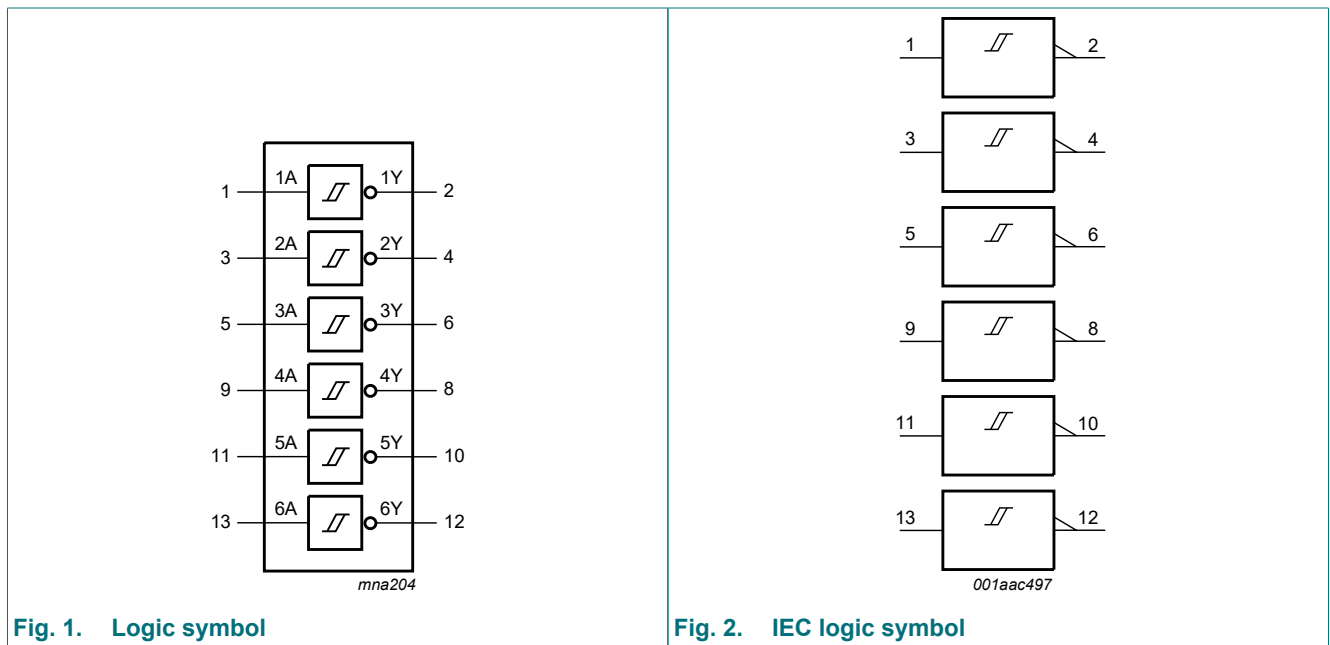 1 1A 1Y 2
3 2A 2Y 4
5 3A 3Y 6
9 4A 4Y 8
11 5A 5Y 10
13 6A 6Y 12
mna204
Fig. 1. Logic symbol
1 2
3 4
5 6
9 8
11 10
13 12
001aac497
Fig. 2. IEC logic symbol